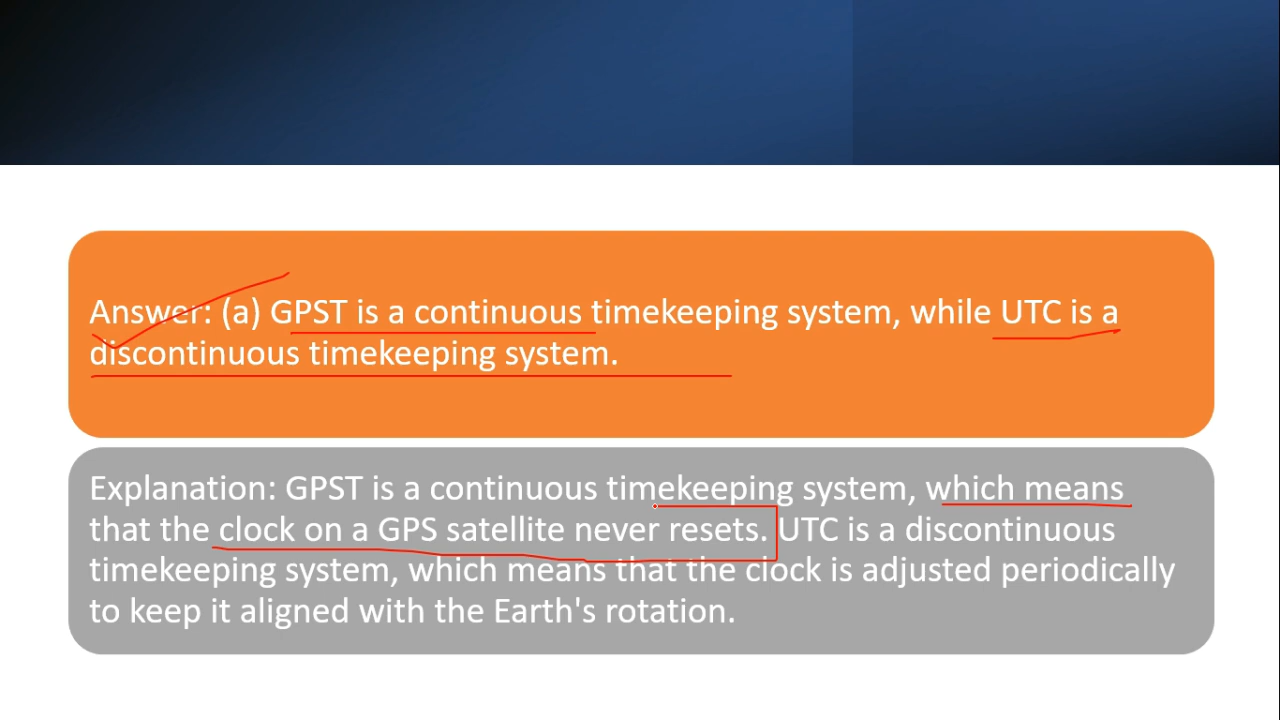 Answer: (a) GPST is a continuous timekeeping system, while UTC is a
discontinuous timekeeping system.
Explanation: GPST is a continuous timekeeping system, which means
that the clock on a GPS satellite never resets. UTC is a discontinuous
timekeeping system, which means that the clock is adjusted periodically
to keep it aligned with the Earth's rotation.